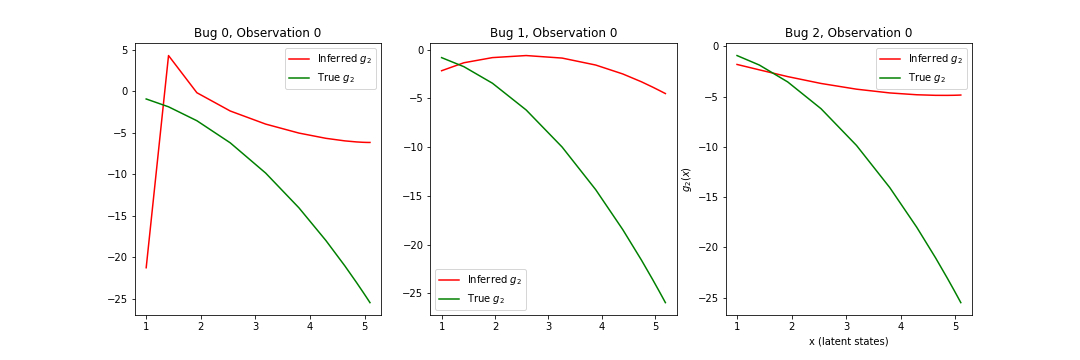 Bug 0, Observation 0
5
0
−5
−10
−15
−20
−25
1 2 3 4 5
Inferred g₂
True g₂
Bug 1, Observation 0
0
−5
−10
−15
−20
−25
1 2 3 4 5
Inferred g₂
True g₂
Bug 2, Observation 0
g₂(x)
0
−5
−10
−15
−20
−25
1 2 3 4 5
x (latent states)
Inferred g₂
True g₂